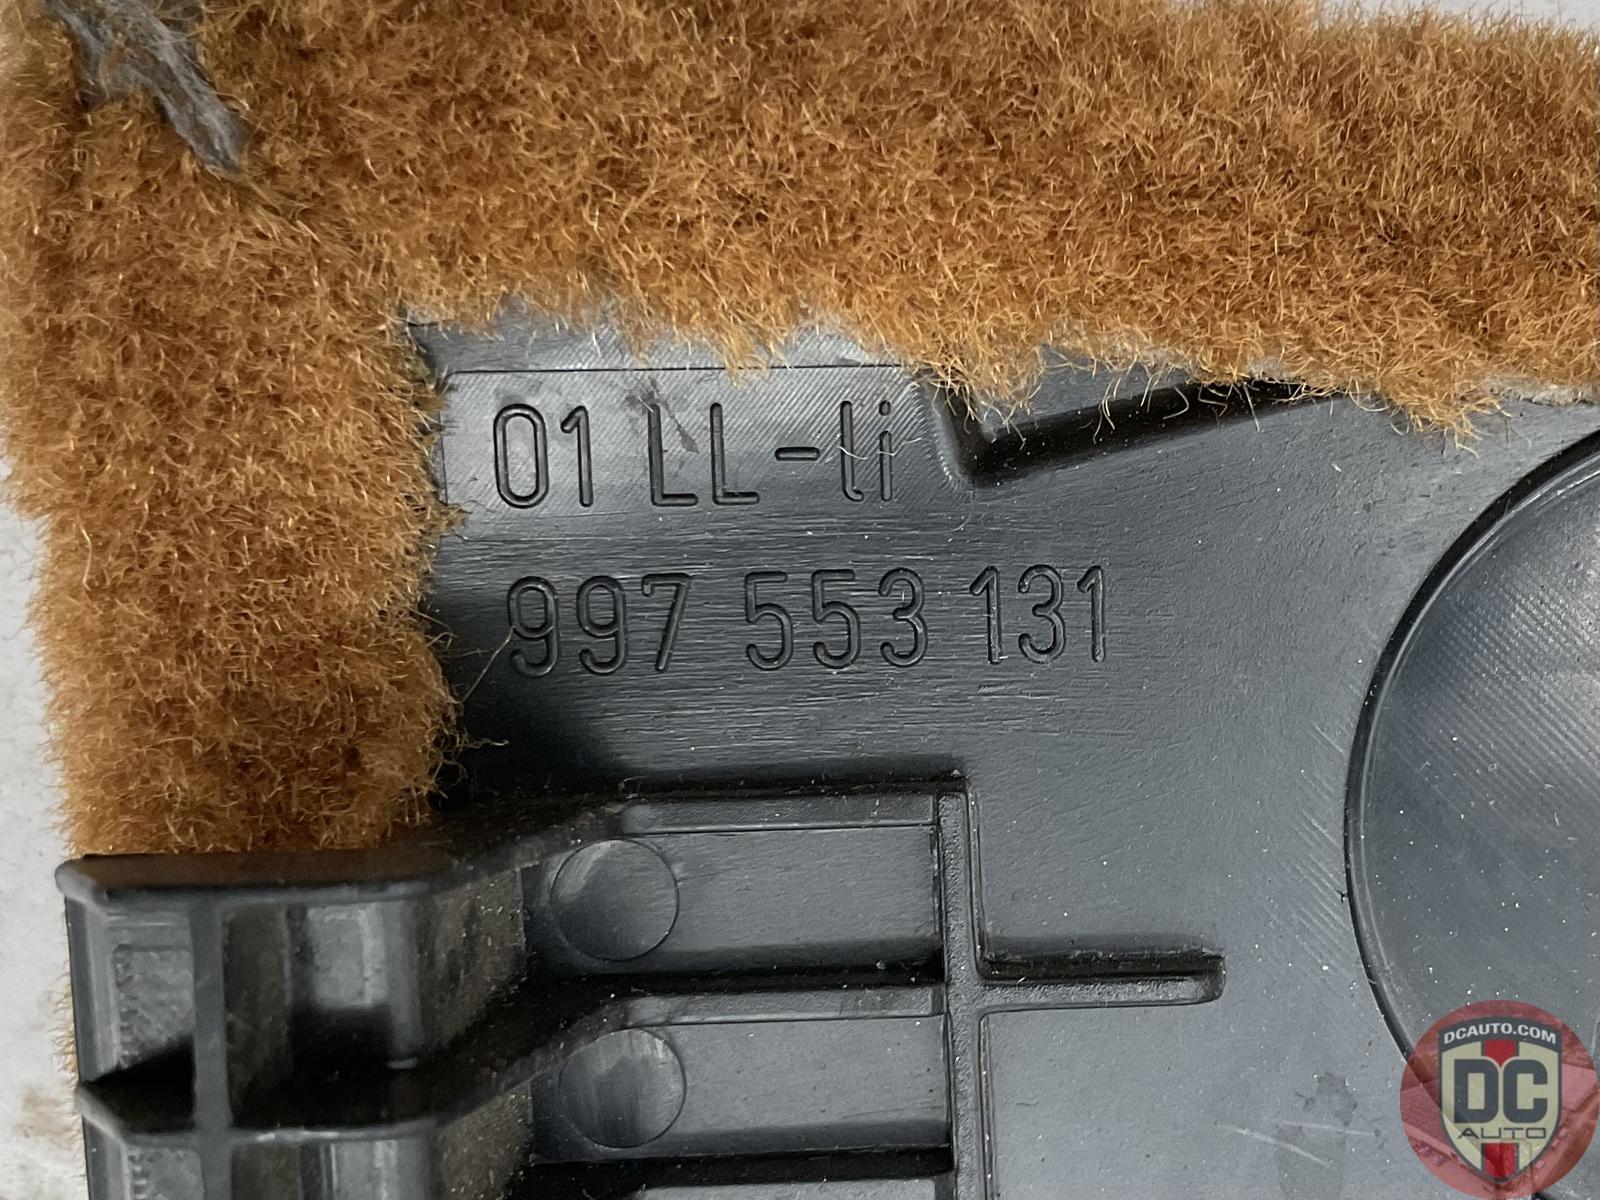 01 LL-li
997 553 131
DCAUTO.COM
DC
AUTO